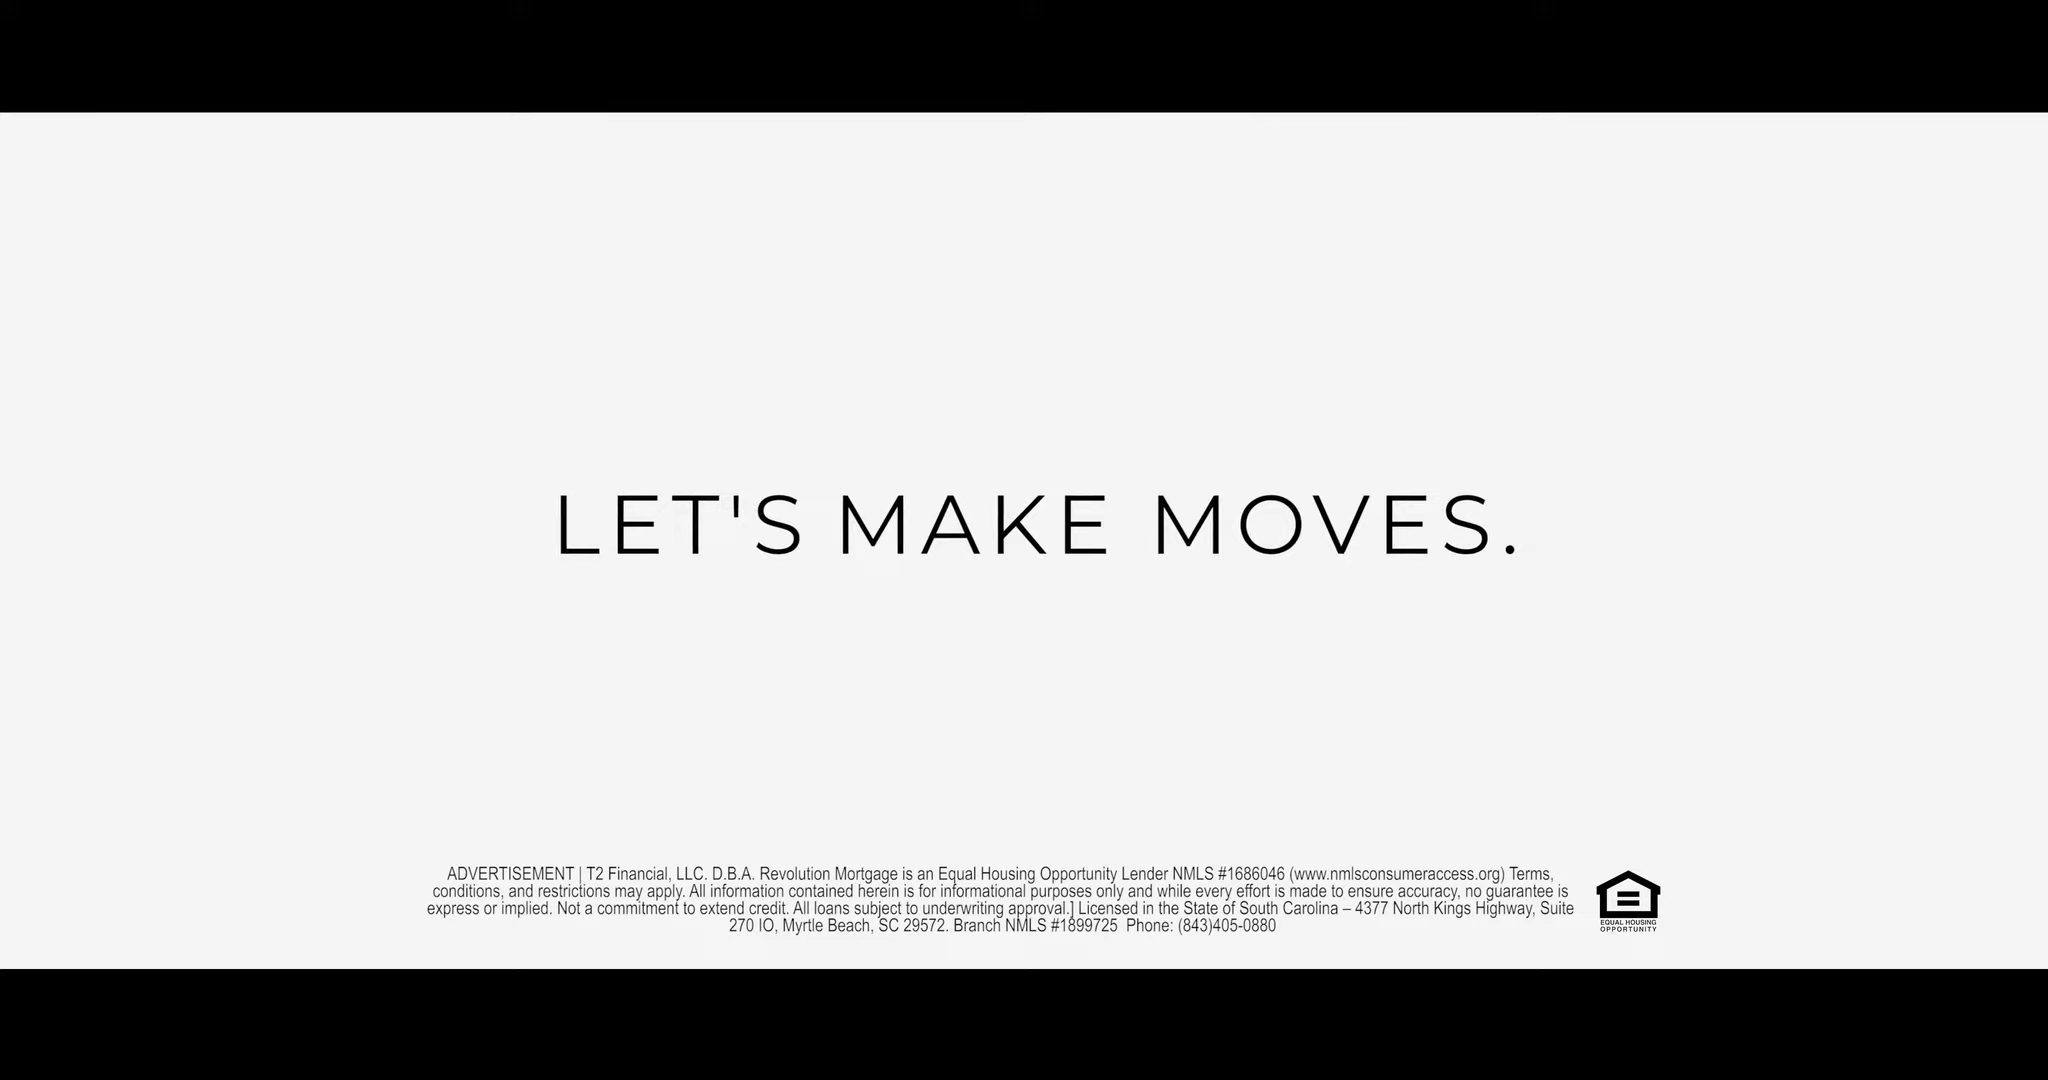 LET'S MAKE MOVES.
ADVERTISEMENT | T2 Financial, LLC. D.B.A. Revolution Mortgage is an Equal Housing Opportunity Lender NMLS #1686046 (www.nmlsconsumeraccess.org) Terms,
conditions, and restrictions may apply. All information contained herein is for informational purposes only and while every effort is made to ensure accuracy, no guarantee is
express or implied. Not a commitment to extend credit. All loans subject to underwriting approval.] Licensed in the State of South Carolina – 4377 North Kings Highway, Suite
270 IO, Myrtle Beach, SC 29572. Branch NMLS #1899725  Phone: (843)405-0880
EQUAL HOUSING
OPPORTUNITY